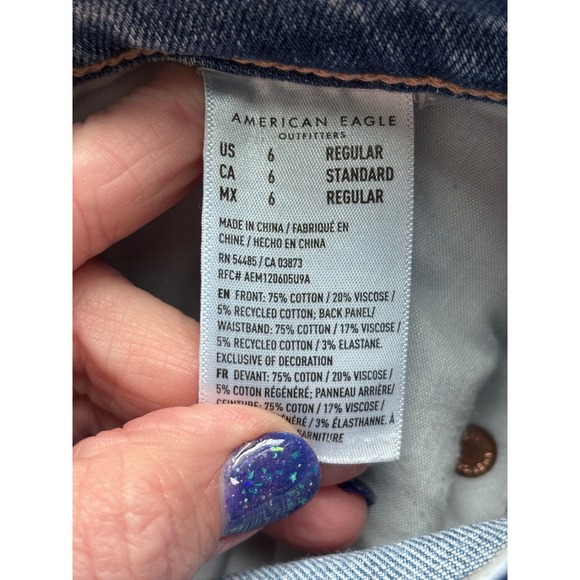 AMERICAN EAGLE
OUTFITTERS
US 6 REGULAR
CA 6 STANDARD
MX 6 REGULAR
MADE IN CHINA / FABRIQUÉ EN
CHINE / HECHO EN CHINA
RN 54485 / CA 03873
RFC# AEM120605U9A
EN FRONT: 75% COTTON / 20% VISCOSE /
5% RECYCLED COTTON; BACK PANEL/
WAISTBAND: 75% COTTON / 17% VISCOSE /
5% RECYCLED COTTON / 3% ELASTANE.
EXCLUSIVE OF DECORATION
FR DEVANT: 75% COTON / 20% VISCOSE /
5% COTON RÉGÉNÉRÉ; PANNEAU ARRIÈRE/
CEINTURE: 75% COTON / 17% VISCOSE /
/ 3% ÉLASTHANNE. À